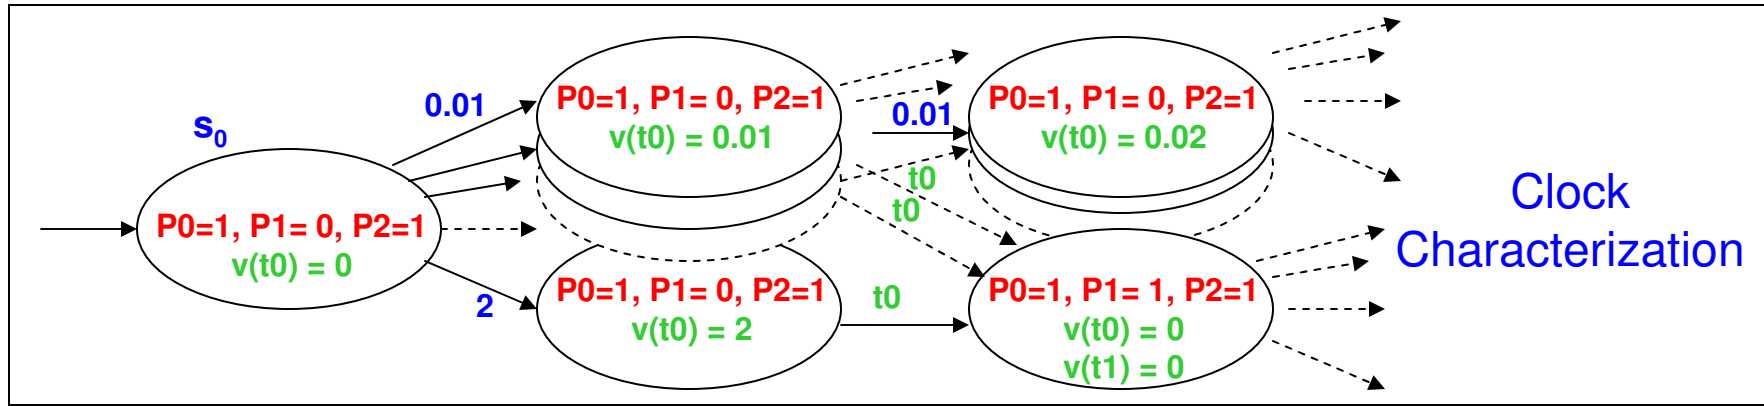 s0
P0=1, P1= 0, P2=1
v(t0) = 0
0.01
2
P0=1, P1= 0, P2=1
v(t0) = 0.01
P0=1, P1= 0, P2=1
v(t0) = 2
0.01
t0
t0
t0
P0=1, P1= 0, P2=1
v(t0) = 0.02
P0=1, P1= 1, P2=1
v(t0) = 0
v(t1) = 0
Clock
Characterization